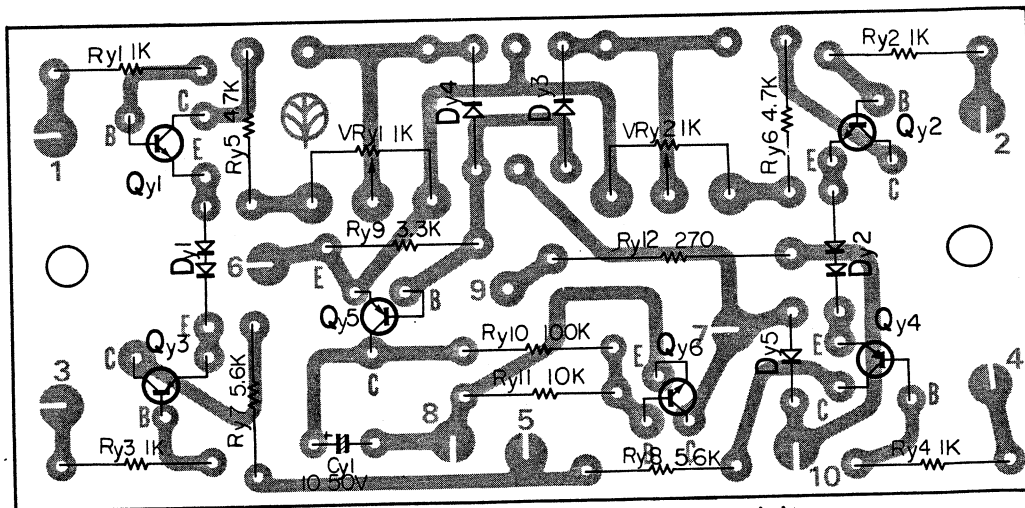 Ry1 1K
Ry2 1K
C
B
Qy1
E
1
Ry5 4.7K
VRy1 1K
Dy4
Dy3
VRy2 1K
Ry6 4.7K
B
Qy2
E
C
2
Dy1
6
Ry9 3.3K
E
B
Qy5
C
9
Ry12 270
Dy2
7
Ry10 100K
Ry11 10K
E
Qy6
B
C
Dy5
E
Qy4
C
B
4
3
C
Qy3
E
B
Ry7 5.6K
Ry3 1K
+
Cy1
10 50V
8
5
Ry8 5.6K
10
Ry4 1K